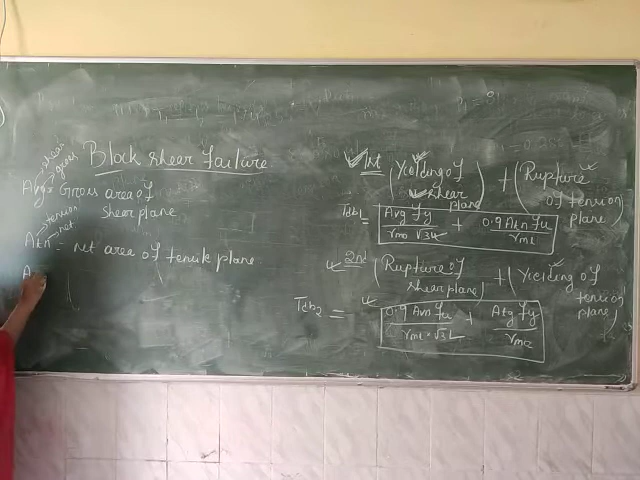 Block shear failure
shear
gross
Avg = Gross area of
shear plane
tension
net
Atn = net area of tensile plane
A
1st (Yielding of shear plane) + (Rupture of tension plane)
Tdb1 = Avg fy / γm0 √3 + 0.9 Atn fu / γm1
2nd (Rupture of shear plane) + (Yielding of tension plane)
Tdb2 = 0.9 Avn fu / γm1 √3 + Atg fy / γm0